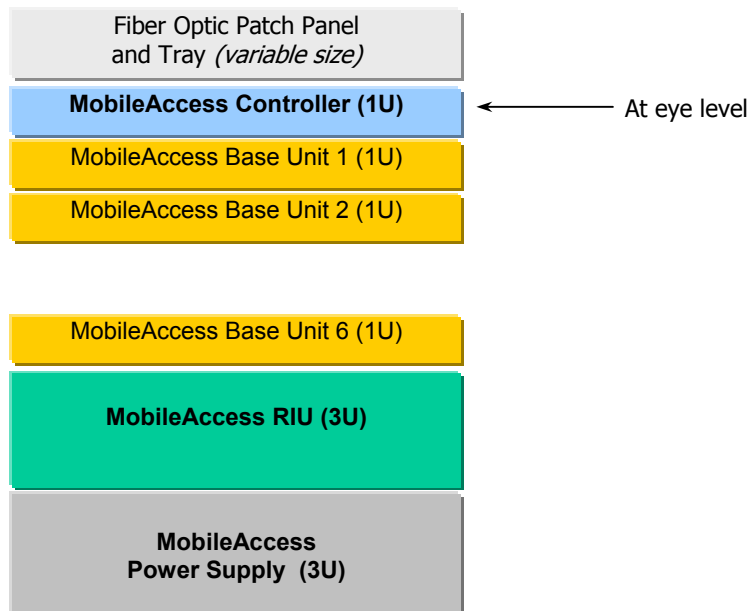 Fiber Optic Patch Panel
and Tray (variable size)
MobileAccess Controller (1U)
At eye level
MobileAccess Base Unit 1 (1U)
MobileAccess Base Unit 2 (1U)
MobileAccess Base Unit 6 (1U)
MobileAccess RIU (3U)
MobileAccess
Power Supply  (3U)